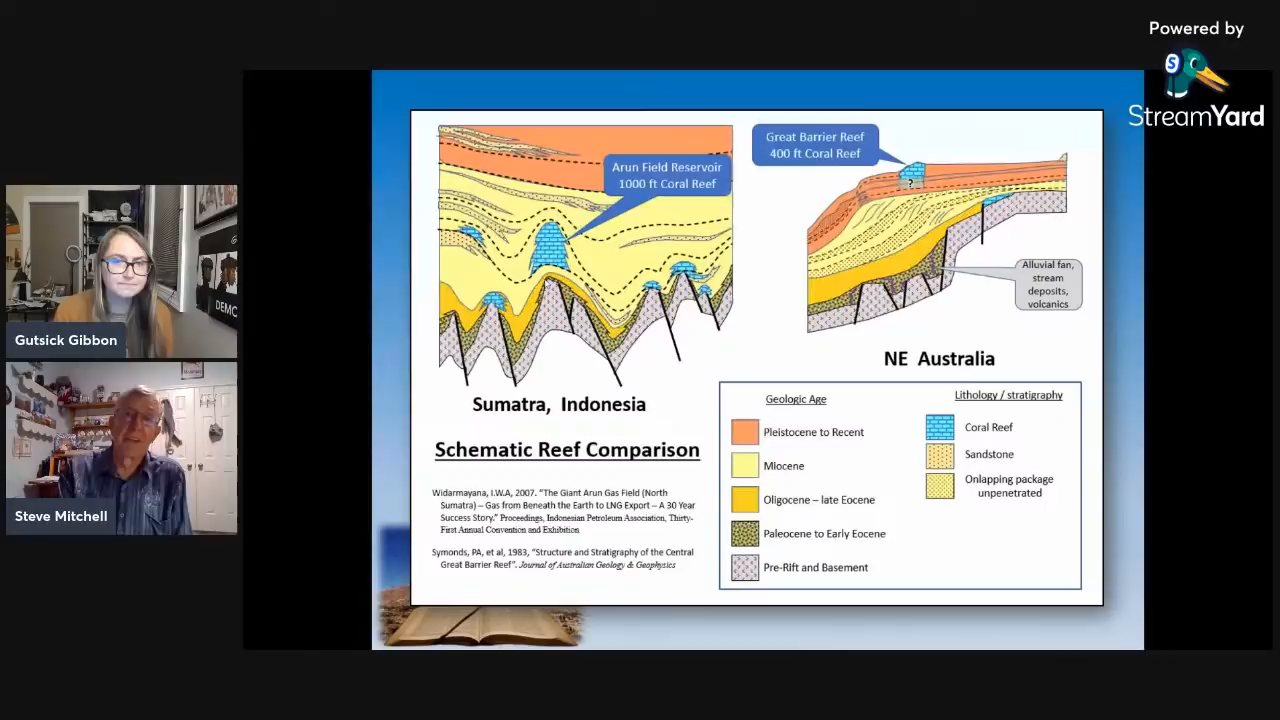 Powered by
StreamYard
Gutsick Gibbon
Steve Mitchell
DEMO
Arun Field Reservoir
1000 ft Coral Reef
Great Barrier Reef
400 ft Coral Reef
?
Alluvial fan,
stream
deposits,
volcanics
Sumatra, Indonesia
NE Australia
Schematic Reef Comparison
Widarmayana, I.W.A, 2007. “The Giant Arun Gas Field (North
Sumatra) – Gas from Beneath the Earth to LNG Export – A 30 Year
Success Story.” Proceedings, Indonesian Petroleum Association, Thirty-
First Annual Convention and Exhibition
Symonds, PA, et al, 1983, “Structure and Stratigraphy of the Central
Great Barrier Reef”. Journal of Australian Geology & Geophysics
Geologic Age
Pleistocene to Recent
Miocene
Oligocene – late Eocene
Paleocene to Early Eocene
Pre-Rift and Basement
Lithology / stratigraphy
Coral Reef
Sandstone
Onlapping package
unpenetrated